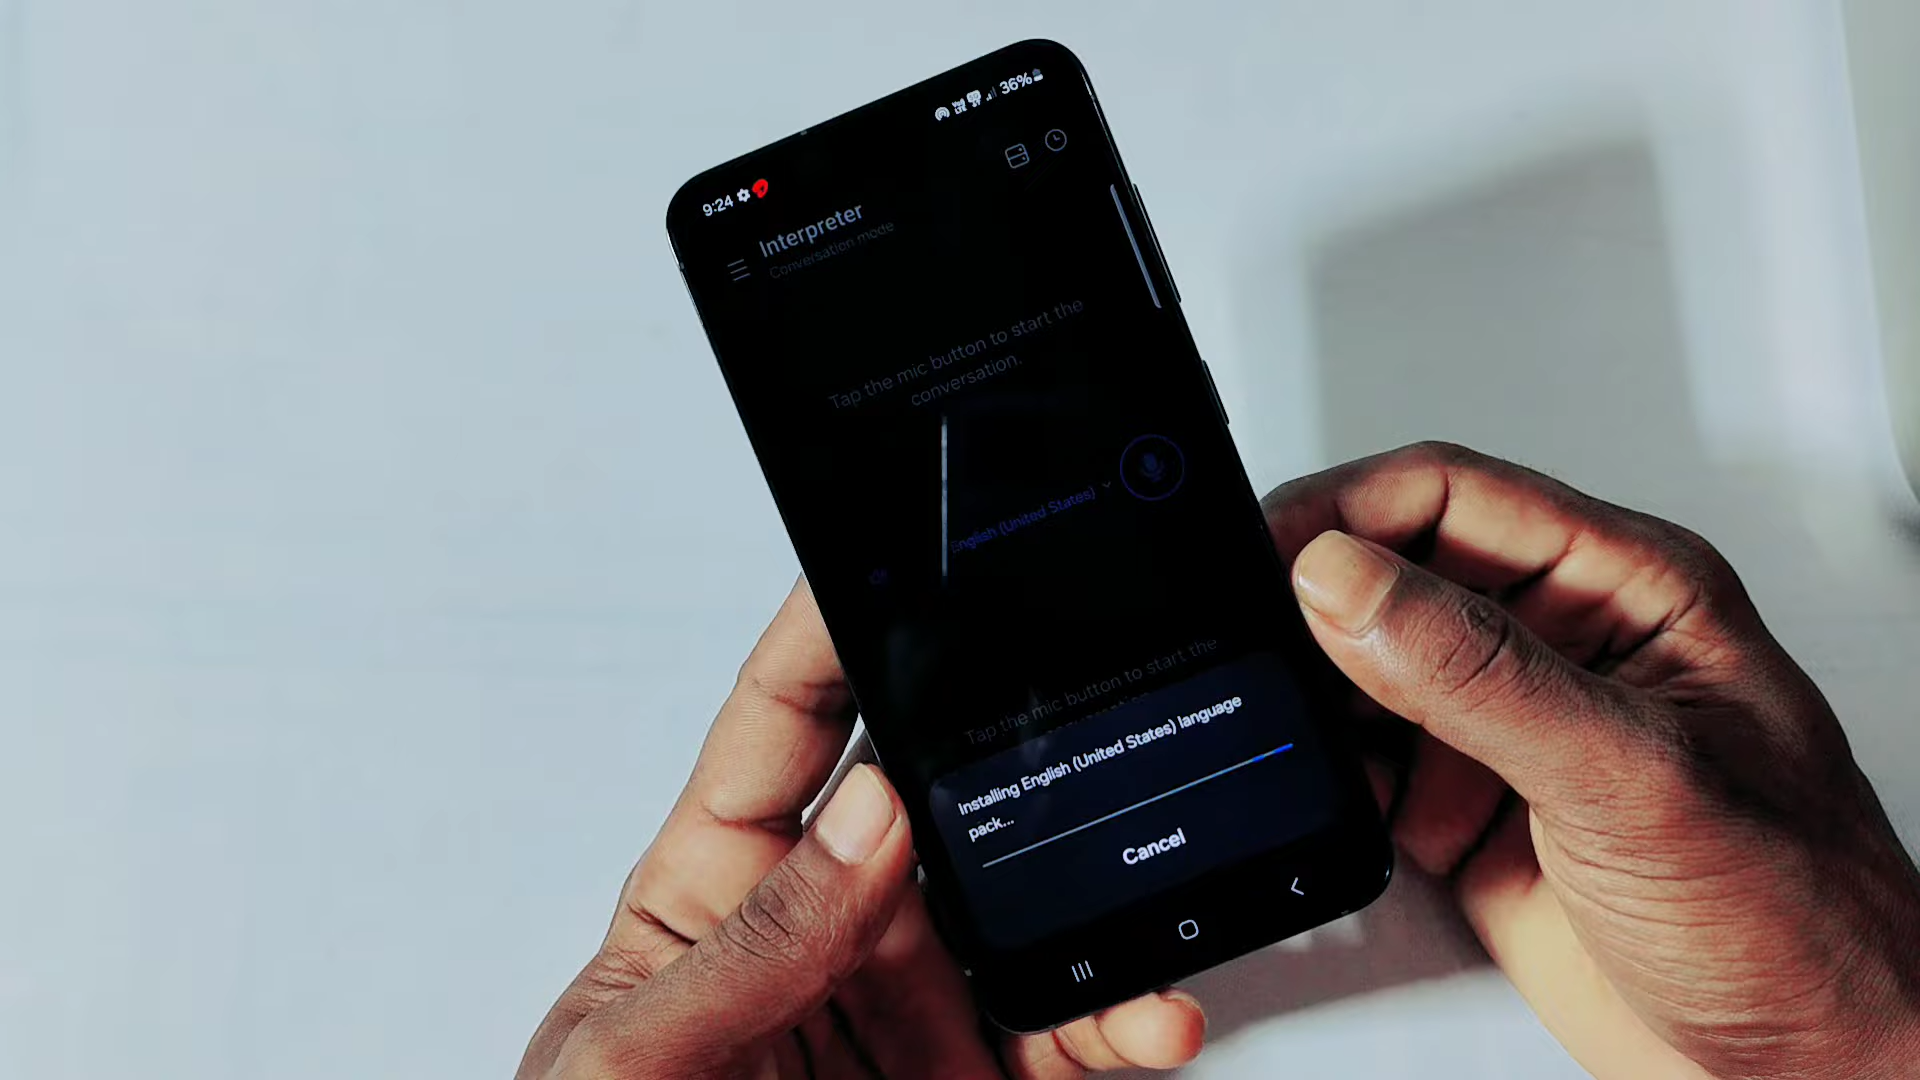 9:24
36%
Interpreter
Conversation mode
Tap the mic button to start the
conversation.
English (United States)
Tap the mic button to start the
Installing English (United States) language
pack...
Cancel